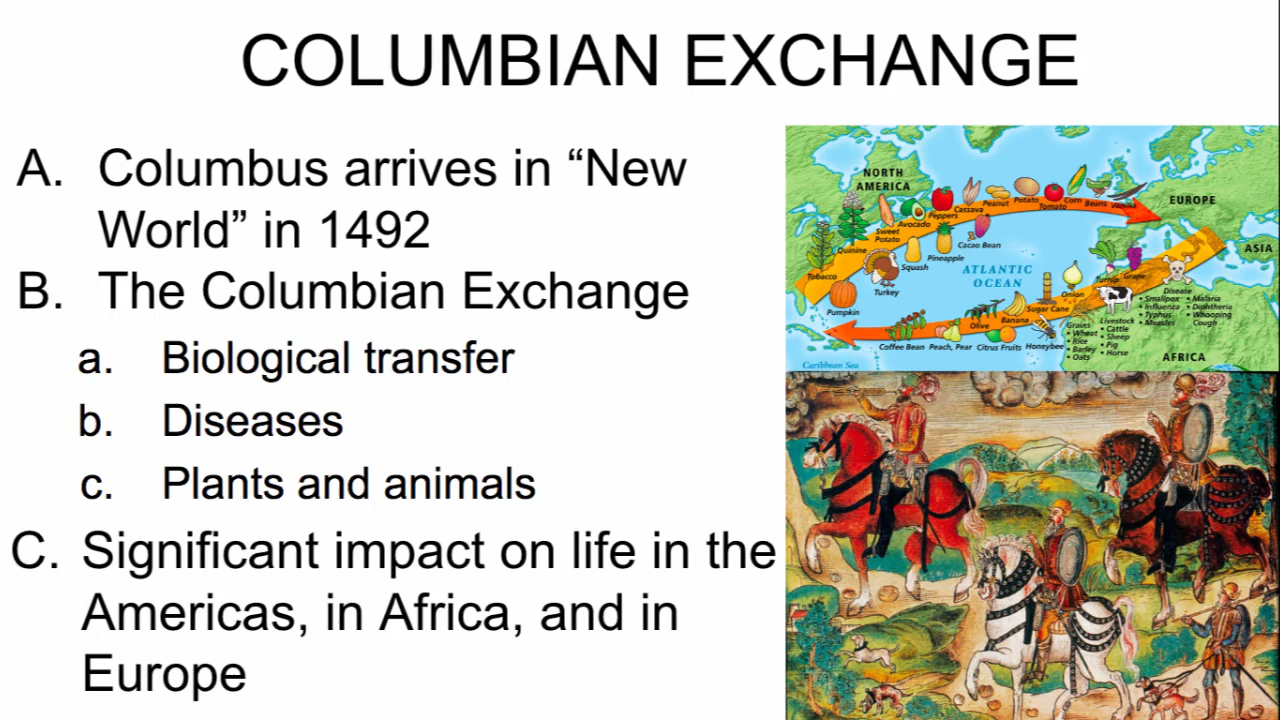 COLUMBIAN EXCHANGE
A. Columbus arrives in “New
World” in 1492
B. The Columbian Exchange
a. Biological transfer
b. Diseases
c. Plants and animals
C. Significant impact on life in the
Americas, in Africa, and in
Europe
NORTH
AMERICA
EUROPE
ASIA
AFRICA
ATLANTIC
OCEAN
Caribbean Sea
Tobacco
Quinine
Sweet
Potato
Avocado
Peppers
Cassava
Peanut
Potato
Tomato
Corn
Beans
Vanilla
Pumpkin
Turkey
Squash
Pineapple
Cacao Bean
Coffee Bean
Peach, Pear
Olive
Citrus Fruits
Banana
Sugar Cane
Honeybee
Onion
Turnip
Grape
Grains
• Wheat
• Rice
• Barley
• Oats
Livestock
• Cattle
• Sheep
• Pig
• Horse
Disease
• Smallpox
• Influenza
• Typhus
• Measles
• Malaria
• Diphtheria
• Whooping
Cough